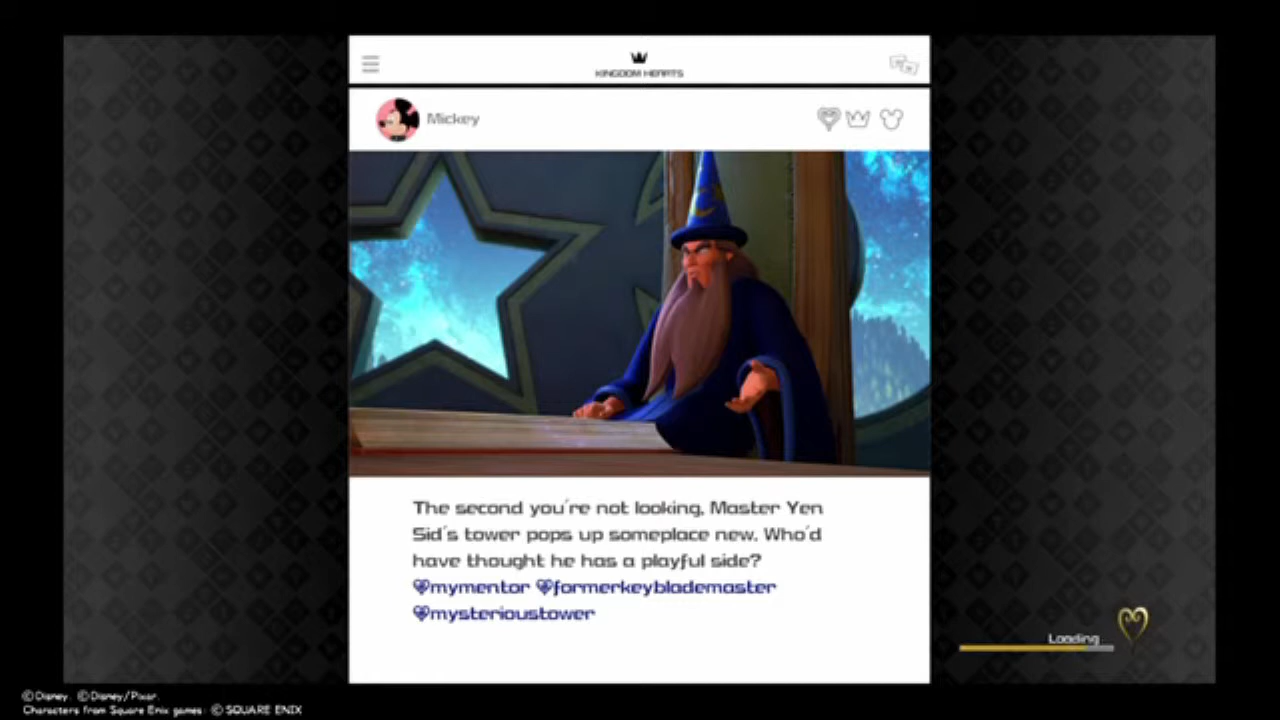 KINGDOM HEARTS
Mickey
The second you're not looking, Master Yen
Sid's tower pops up someplace new. Who'd
have thought he has a playful side?
mymentor formerkeyblademaster
mysterioustower
Loading
©Disney. ©Disney/Pixar.
Characters from Square Enix games: © SQUARE ENIX